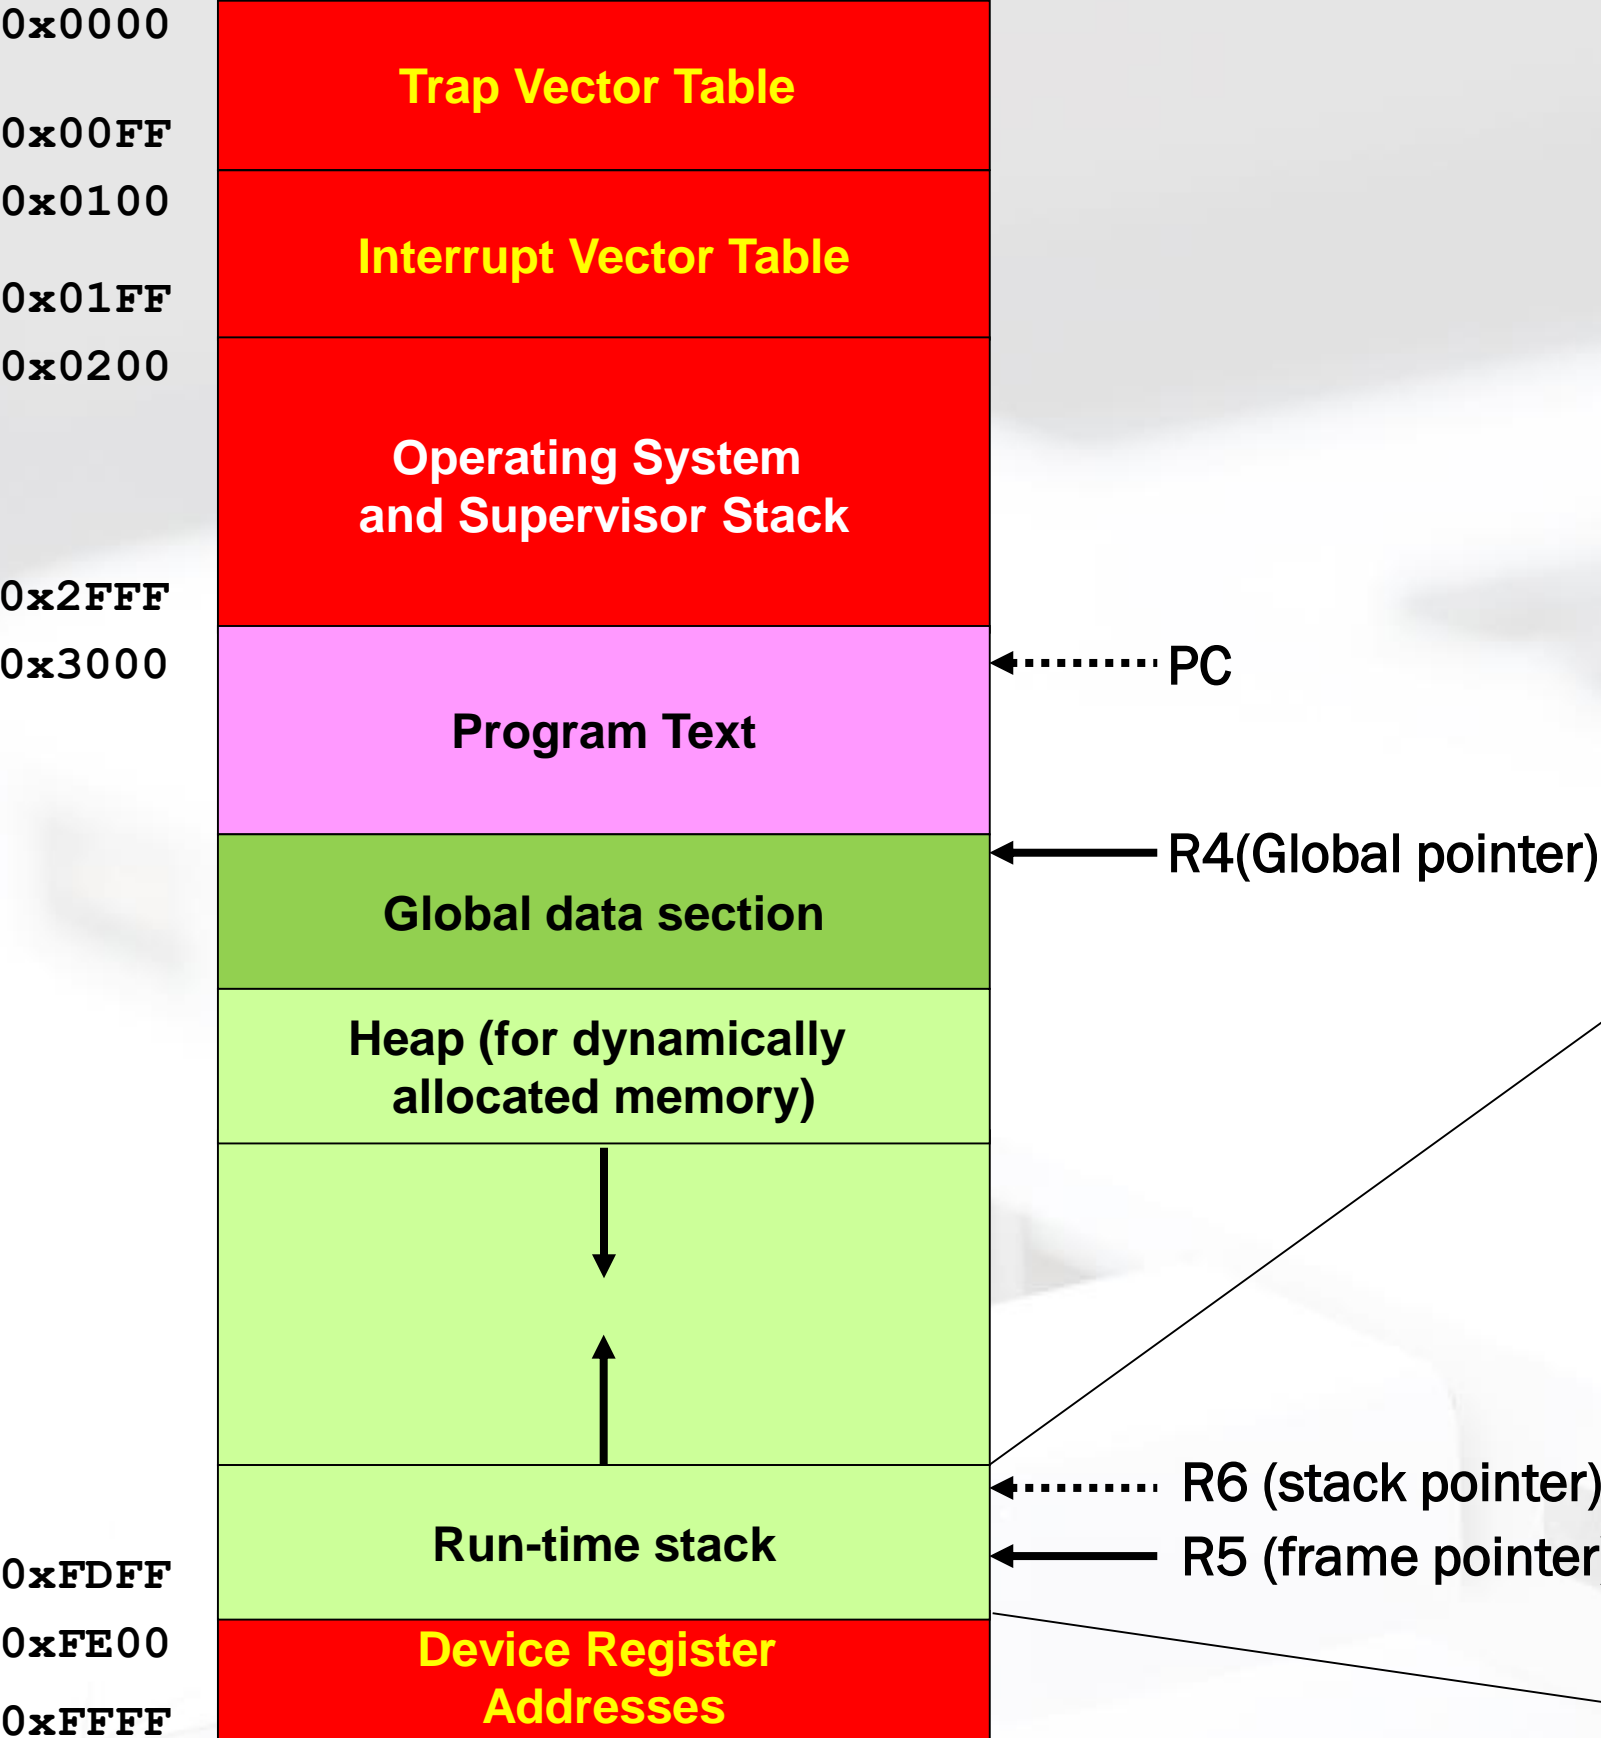 0x0000
Trap Vector Table
0x00FF
0x0100
Interrupt Vector Table
0x01FF
0x0200
Operating System
and Supervisor Stack
0x2FFF
0x3000
PC
Program Text
R4(Global pointer)
Global data section
Heap (for dynamically
allocated memory)
R6 (stack pointer)
Run-time stack
R5 (frame pointer)
0xFDFF
0xFE00
Device Register
Addresses
0xFFFF